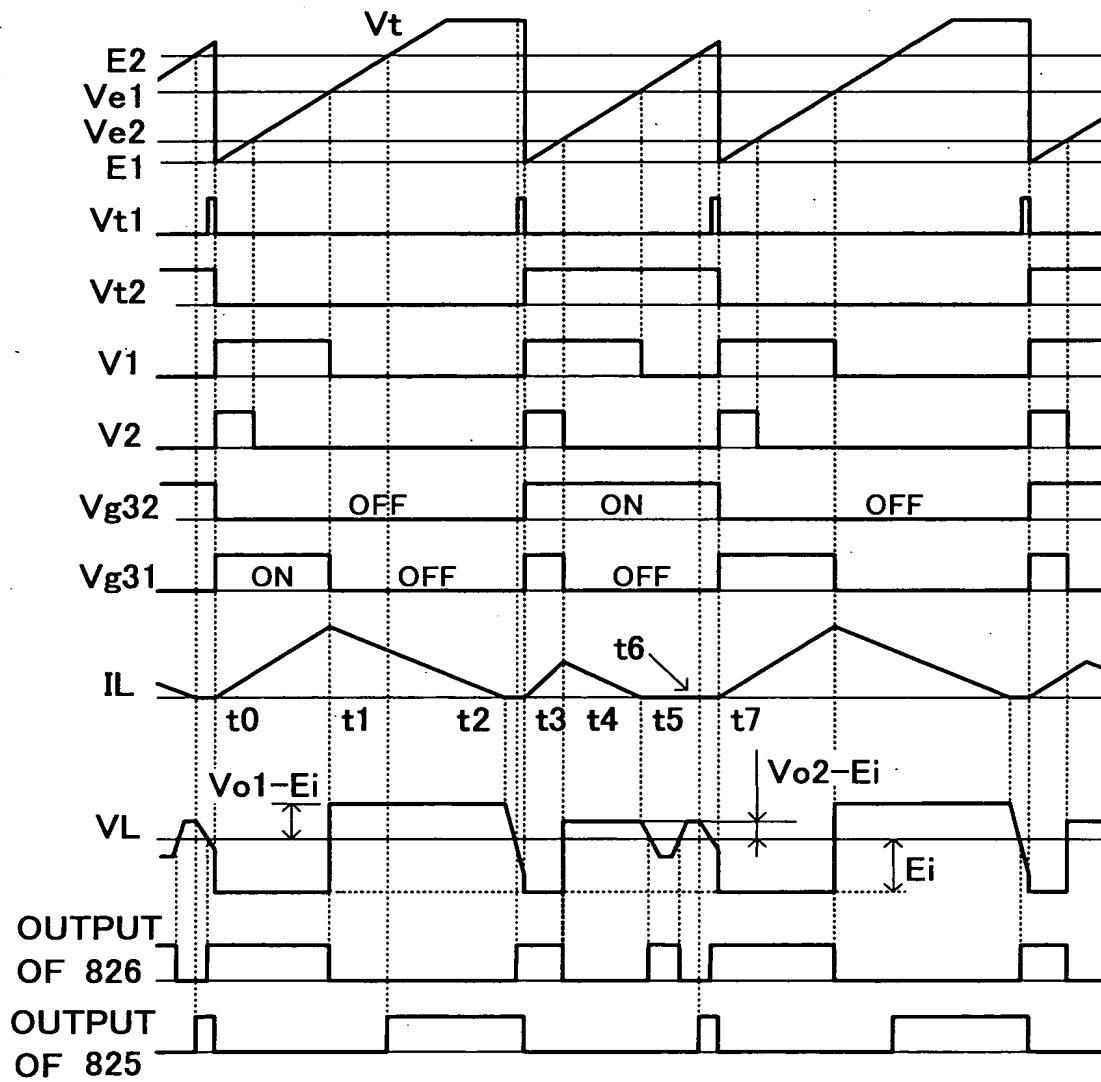 Vt
E2
Ve1
Ve2
E1
Vt1
Vt2
V1
V2
Vg32 OFF ON OFF
Vg31 ON OFF OFF
t6
IL
t0 t1 t2 t3 t4 t5 t7
Vo1-Ei Vo2-Ei
VL
Ei
OUTPUT
OF 826
OUTPUT
OF 825